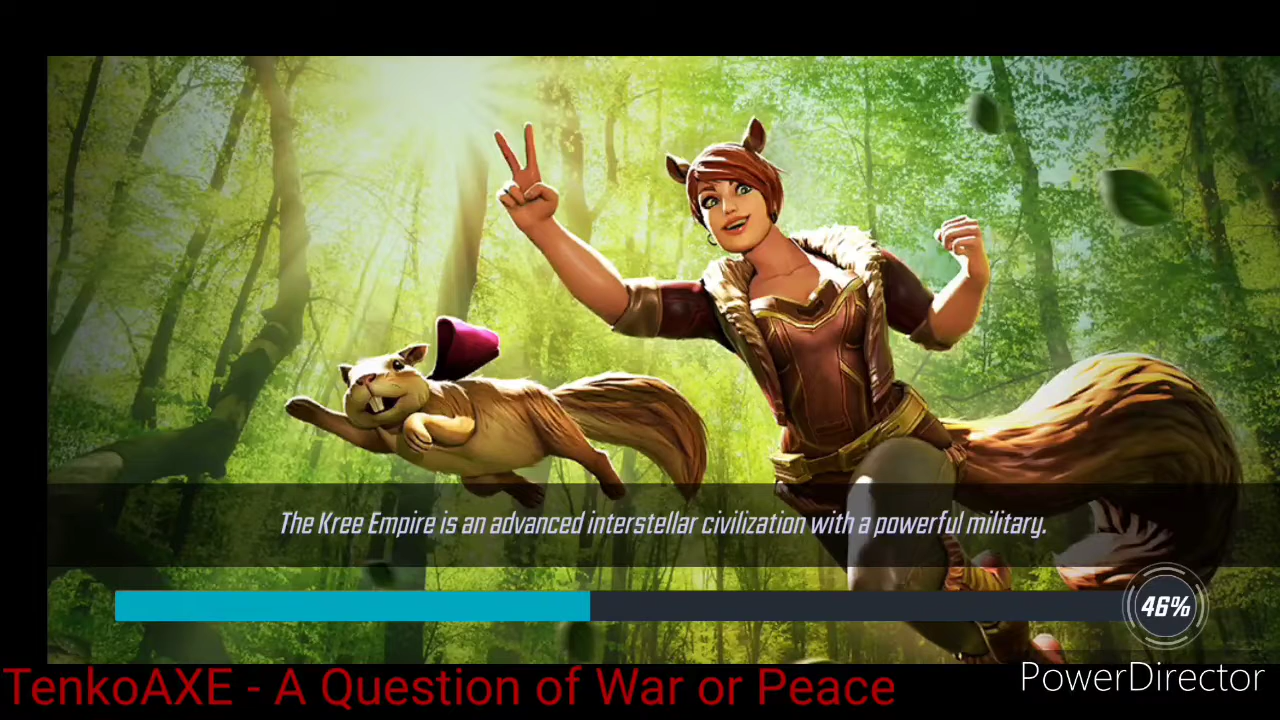 The Kree Empire is an advanced interstellar civilization with a powerful military.
46%
TenkoAXE - A Question of War or Peace
PowerDirector